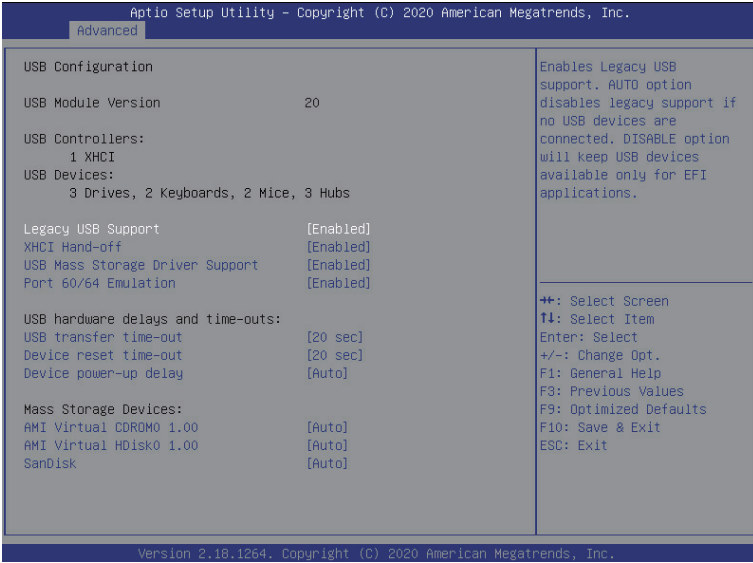 Aptio Setup Utility – Copyright (C) 2020 American Megatrends, Inc.
Advanced
USB Configuration
USB Module Version 20
USB Controllers:
1 XHCI
USB Devices:
3 Drives, 2 Keyboards, 2 Mice, 3 Hubs
Legacy USB Support [Enabled]
XHCI Hand-off [Enabled]
USB Mass Storage Driver Support [Enabled]
Port 60/64 Emulation [Enabled]
USB hardware delays and time-outs:
USB transfer time-out [20 sec]
Device reset time-out [20 sec]
Device power-up delay [Auto]
Mass Storage Devices:
AMI Virtual CDROM0 1.00 [Auto]
AMI Virtual HDisk0 1.00 [Auto]
SanDisk [Auto]
Enables Legacy USB
support. AUTO option
disables legacy support if
no USB devices are
connected. DISABLE option
will keep USB devices
available only for EFI
applications.
→←: Select Screen
↑↓: Select Item
Enter: Select
+/-: Change Opt.
F1: General Help
F3: Previous Values
F9: Optimized Defaults
F10: Save & Exit
ESC: Exit
Version 2.18.1264. Copyright (C) 2020 American Megatrends, Inc.